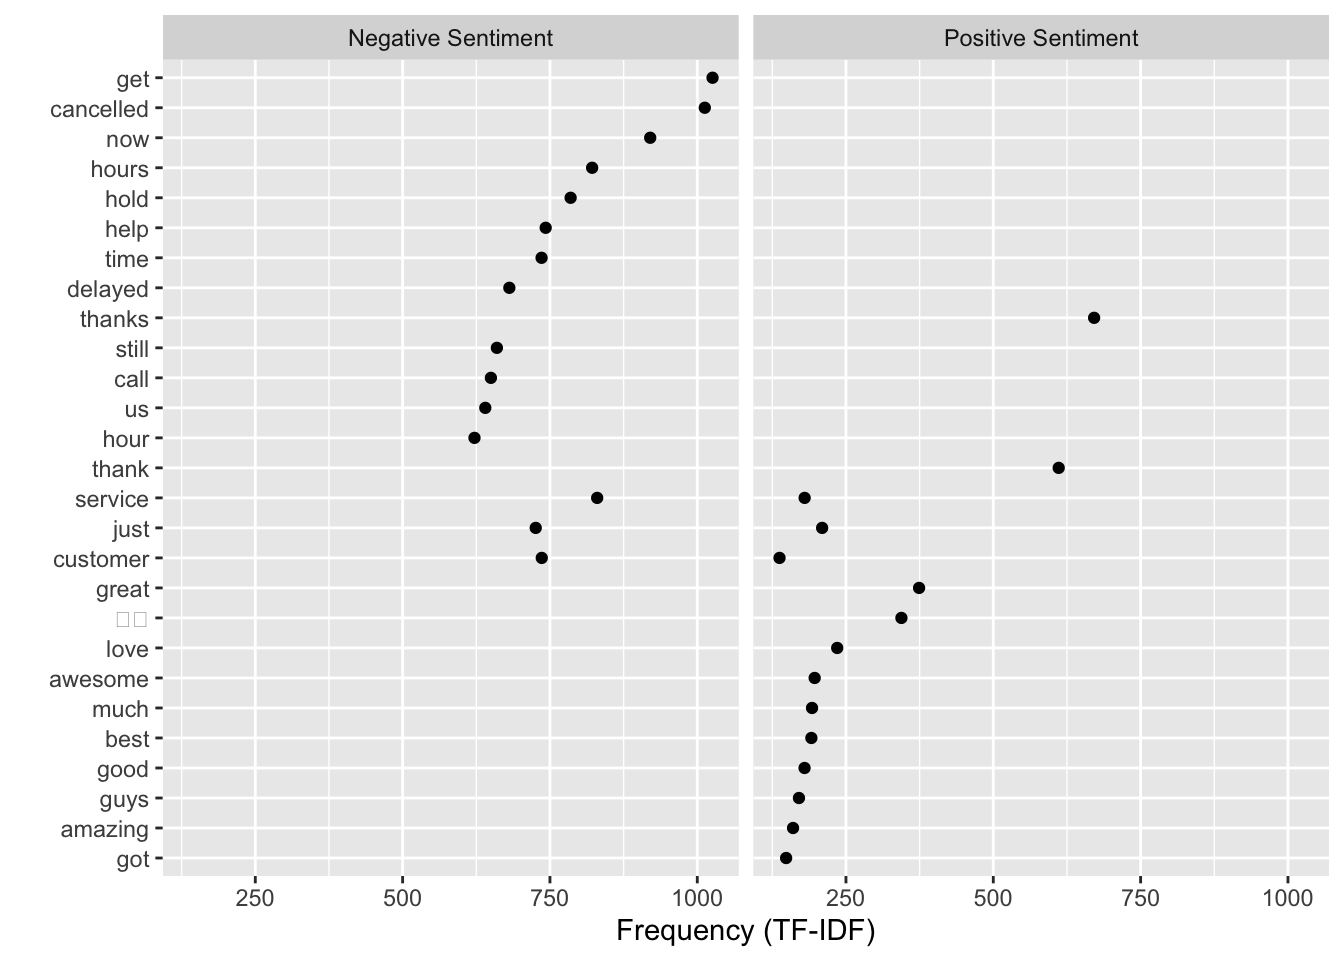 Negative Sentiment
Positive Sentiment
get
cancelled
now
hours
hold
help
time
delayed
thanks
still
call
us
hour
thank
service
just
customer
great
love
awesome
much
best
good
guys
amazing
got
250 500 750 1000
250 500 750 1000
Frequency (TF-IDF)